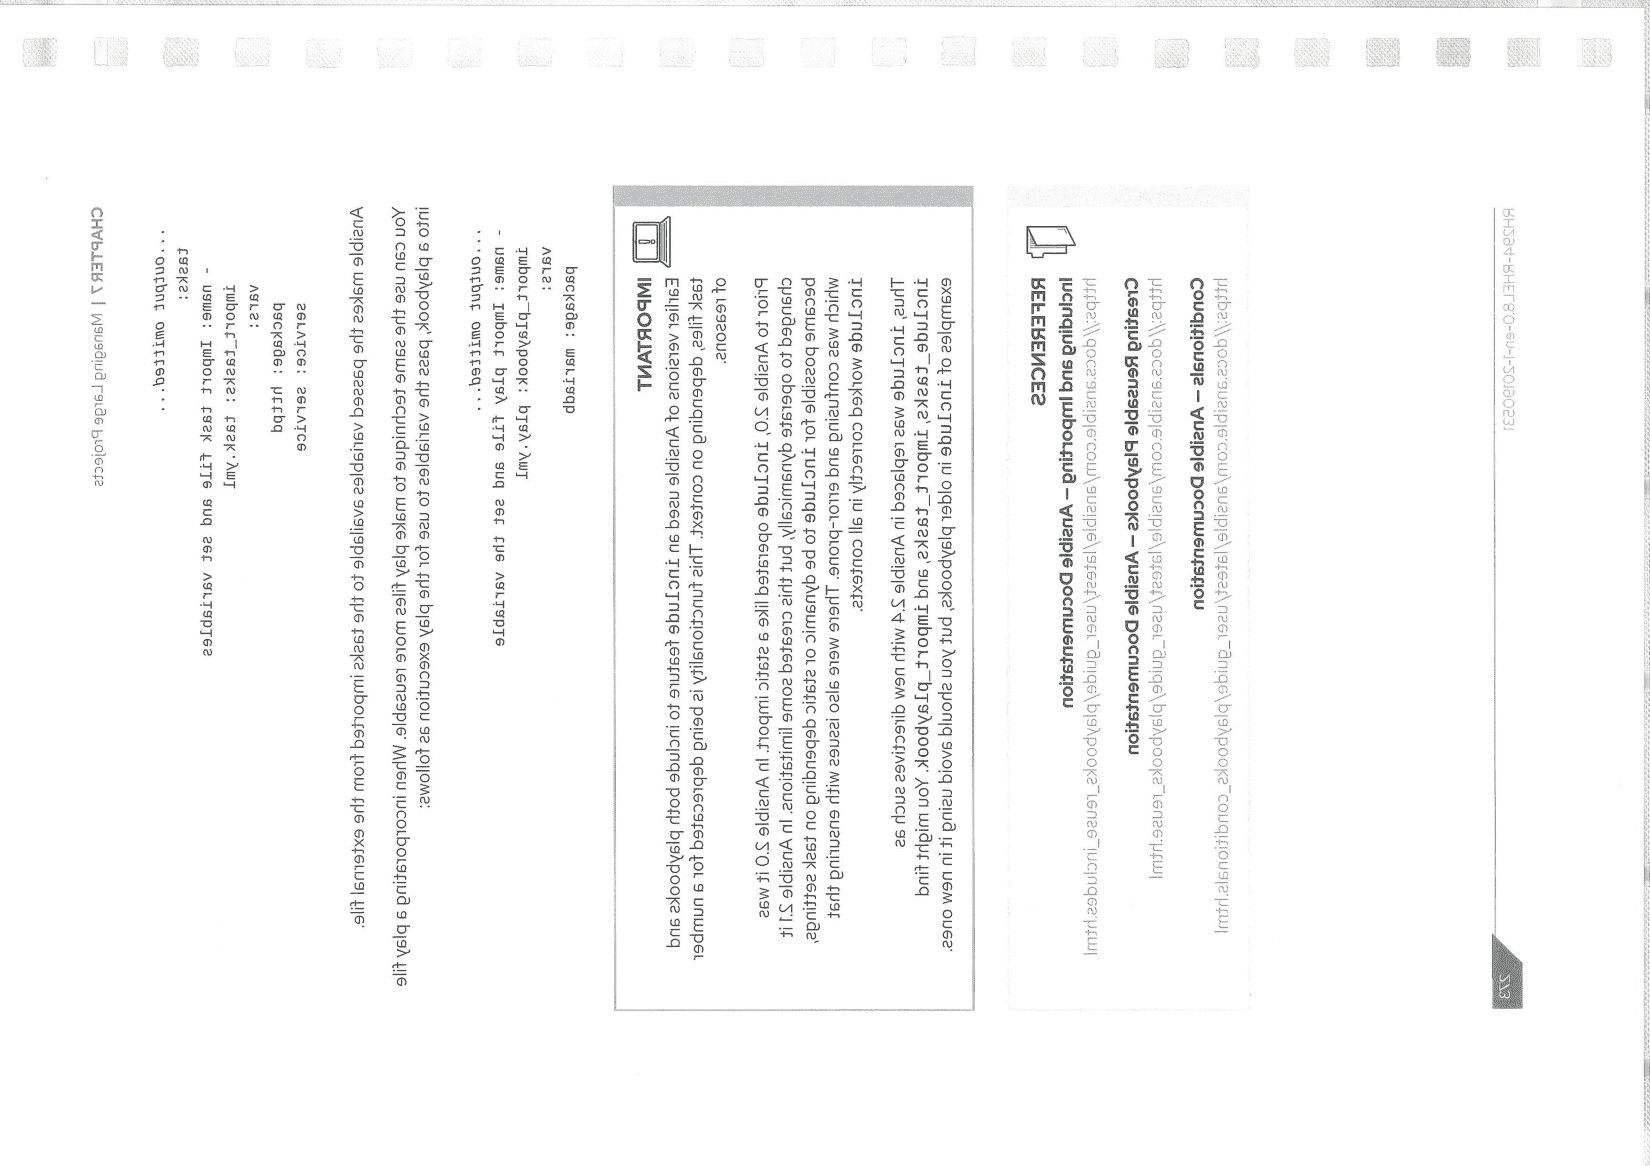 CHAPTER 7 | Managing Large Projects
...output omitted...
tasks:
- name: Import task file and set variables
import_tasks: task.yml
vars:
package: httpd
service: service
Ansible makes the passed variables available to the tasks imported from the external file.
You can use the same technique to make play files more reusable. When incorporating a play file
into a playbook, pass the variables to use for the play execution as follows:
...output omitted...
- name: Import play file and set the variable
import_playbook: play.yml
vars:
package: mariadb
IMPORTANT
Earlier versions of Ansible used an include feature to include both playbooks and
task files, depending on context. This functionality is being deprecated for a number
of reasons.
Prior to Ansible 2.0, include operated like a static import. In Ansible 2.0 it was
changed to operate dynamically, but this created some limitations. In Ansible 2.1 it
became possible for include to be dynamic or static depending on task settings,
which was confusing and error-prone. There were also issues with ensuring that
include worked correctly in all contexts.
Thus, include was replaced in Ansible 2.4 with new directives such as
include_tasks, import_tasks, and import_playbook. You might find
examples of include in older playbooks, but you should avoid using it in new ones.
REFERENCES
Including and Importing — Ansible Documentation
https://docs.ansible.com/ansible/latest/user_guide/playbooks_reuse_includes.html
Creating Reusable Playbooks — Ansible Documentation
https://docs.ansible.com/ansible/latest/user_guide/playbooks_reuse.html
Conditionals — Ansible Documentation
https://docs.ansible.com/ansible/latest/user_guide/playbooks_conditionals.html
RH294-RHEL8.0-en-1-20190531
273